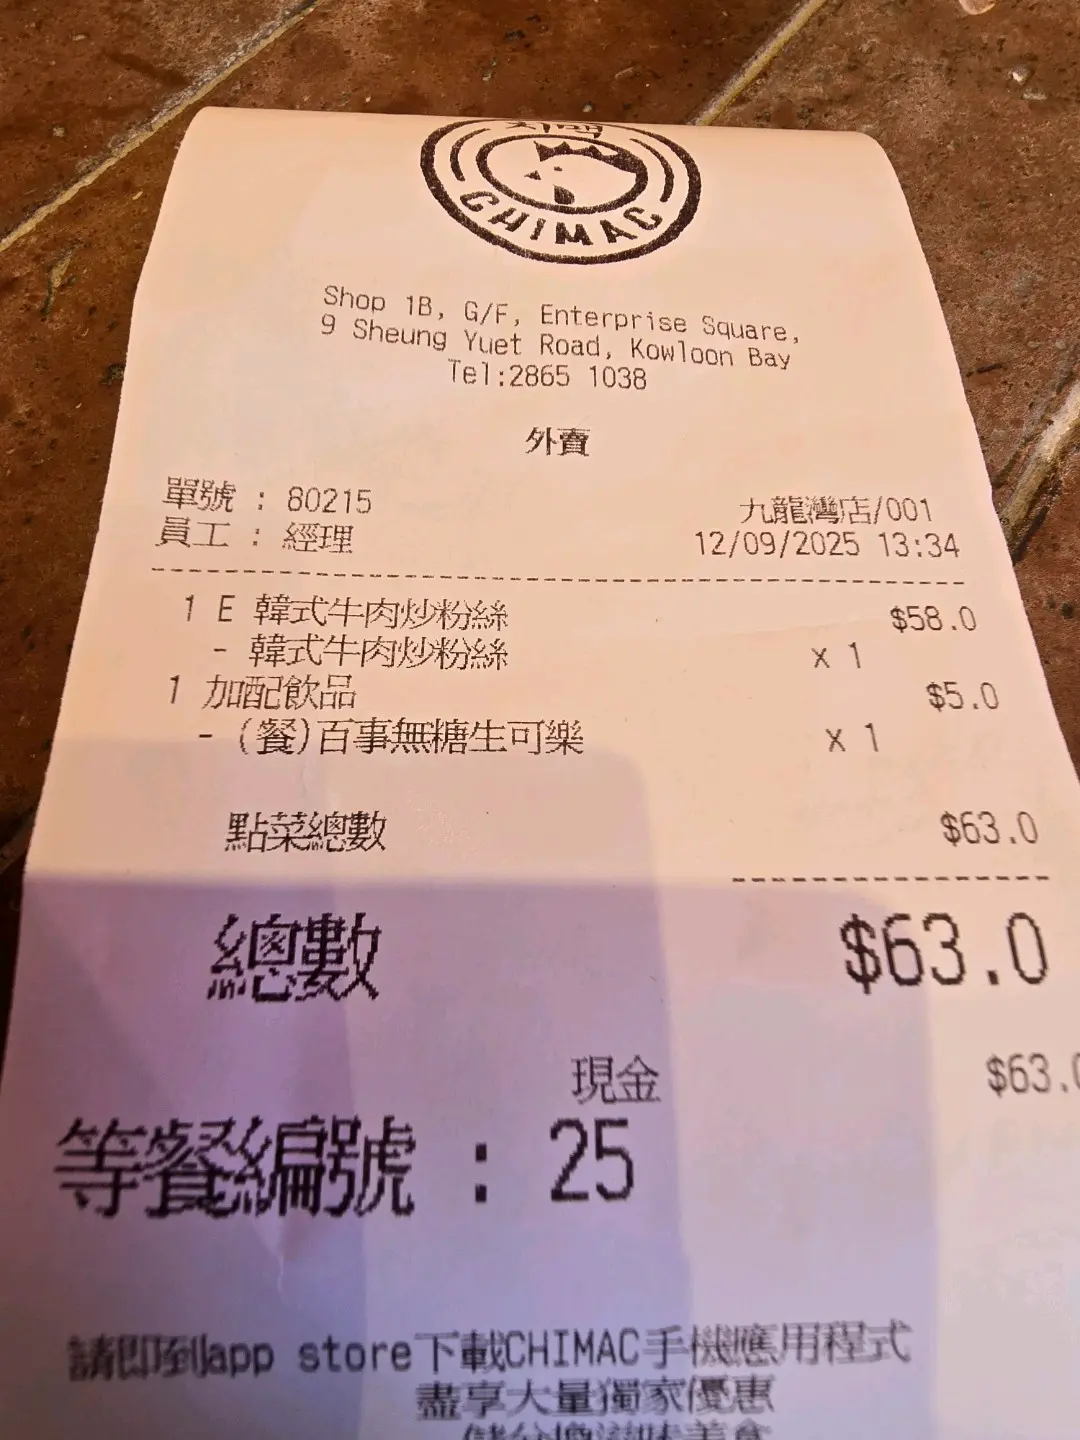 CHIMAC
Shop 1B, G/F, Enterprise Square,
9 Sheung Yuet Road, Kowloon Bay
Tel:2865 1038
外賣
單號 : 80215
九龍灣店/001
員工 : 經理
12/09/2025 13:34
1 E 韓式牛肉炒粉絲 $58.0
- 韓式牛肉炒粉絲 x 1
1 加配飲品 $5.0
- (餐)百事無糖生可樂 x 1
點菜總數 $63.0
總數 $63.0
現金 $63.0
等餐編號 : 25
請即到app store下載CHIMAC手機應用程式
盡享大量獨家優惠